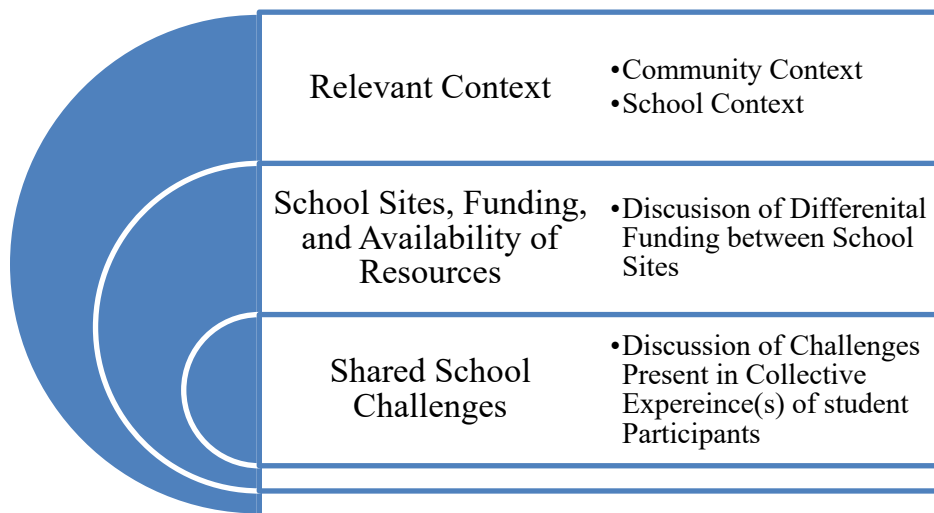 Relevant Context
•Community Context
•School Context
School Sites, Funding,
and Availability of
Resources
•Discusison of Differenital
Funding between School
Sites
Shared School
Challenges
•Discussion of Challenges
Present in Collective
Expereince(s) of student
Participants